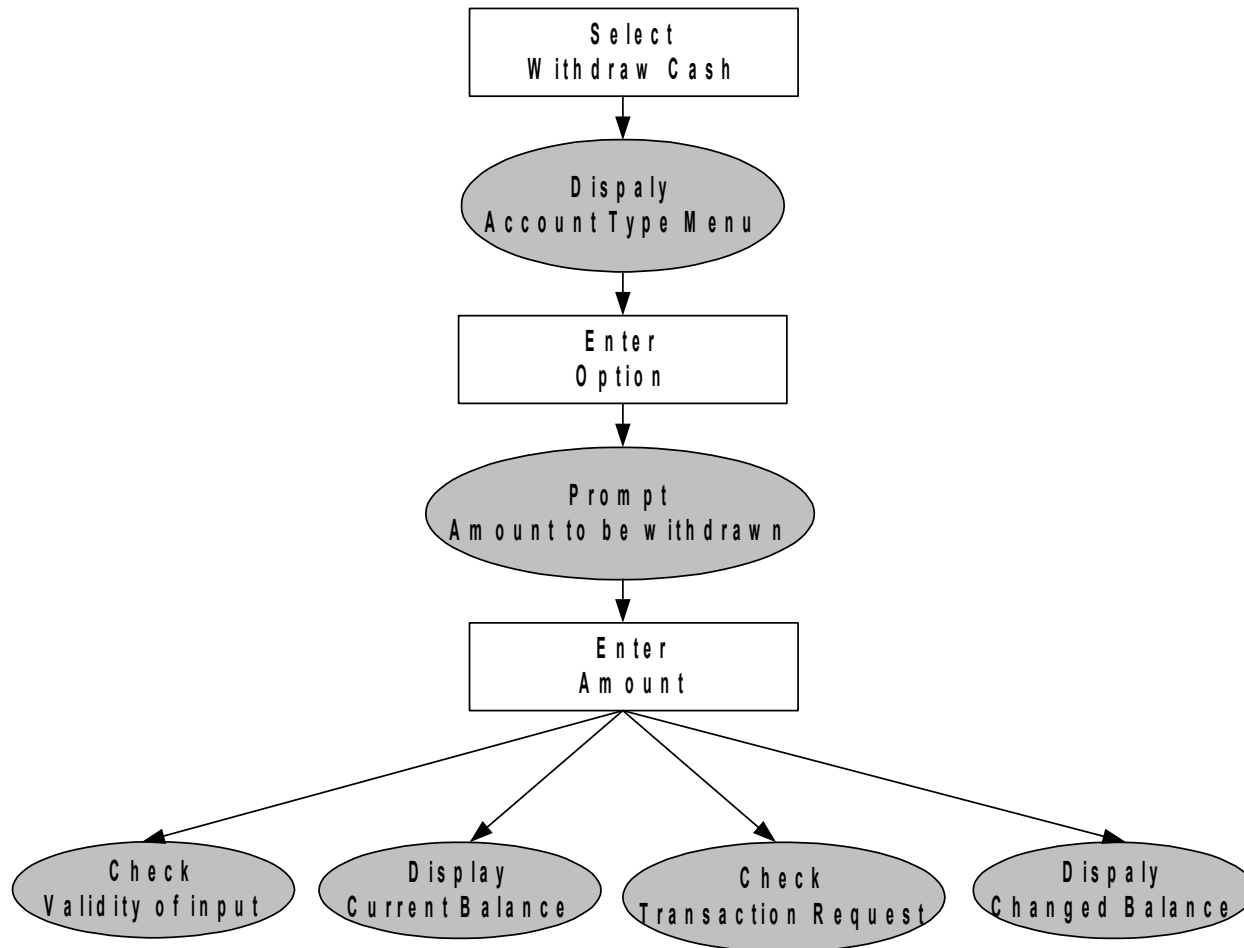 Select
Withdraw Cash
Dispaly
Account Type Menu
Enter
Option
Prompt
Amount to be withdrawn
Enter
Amount
Check
Validity of input
Display
Current Balance
Check
Transaction Request
Dispaly
Changed Balance